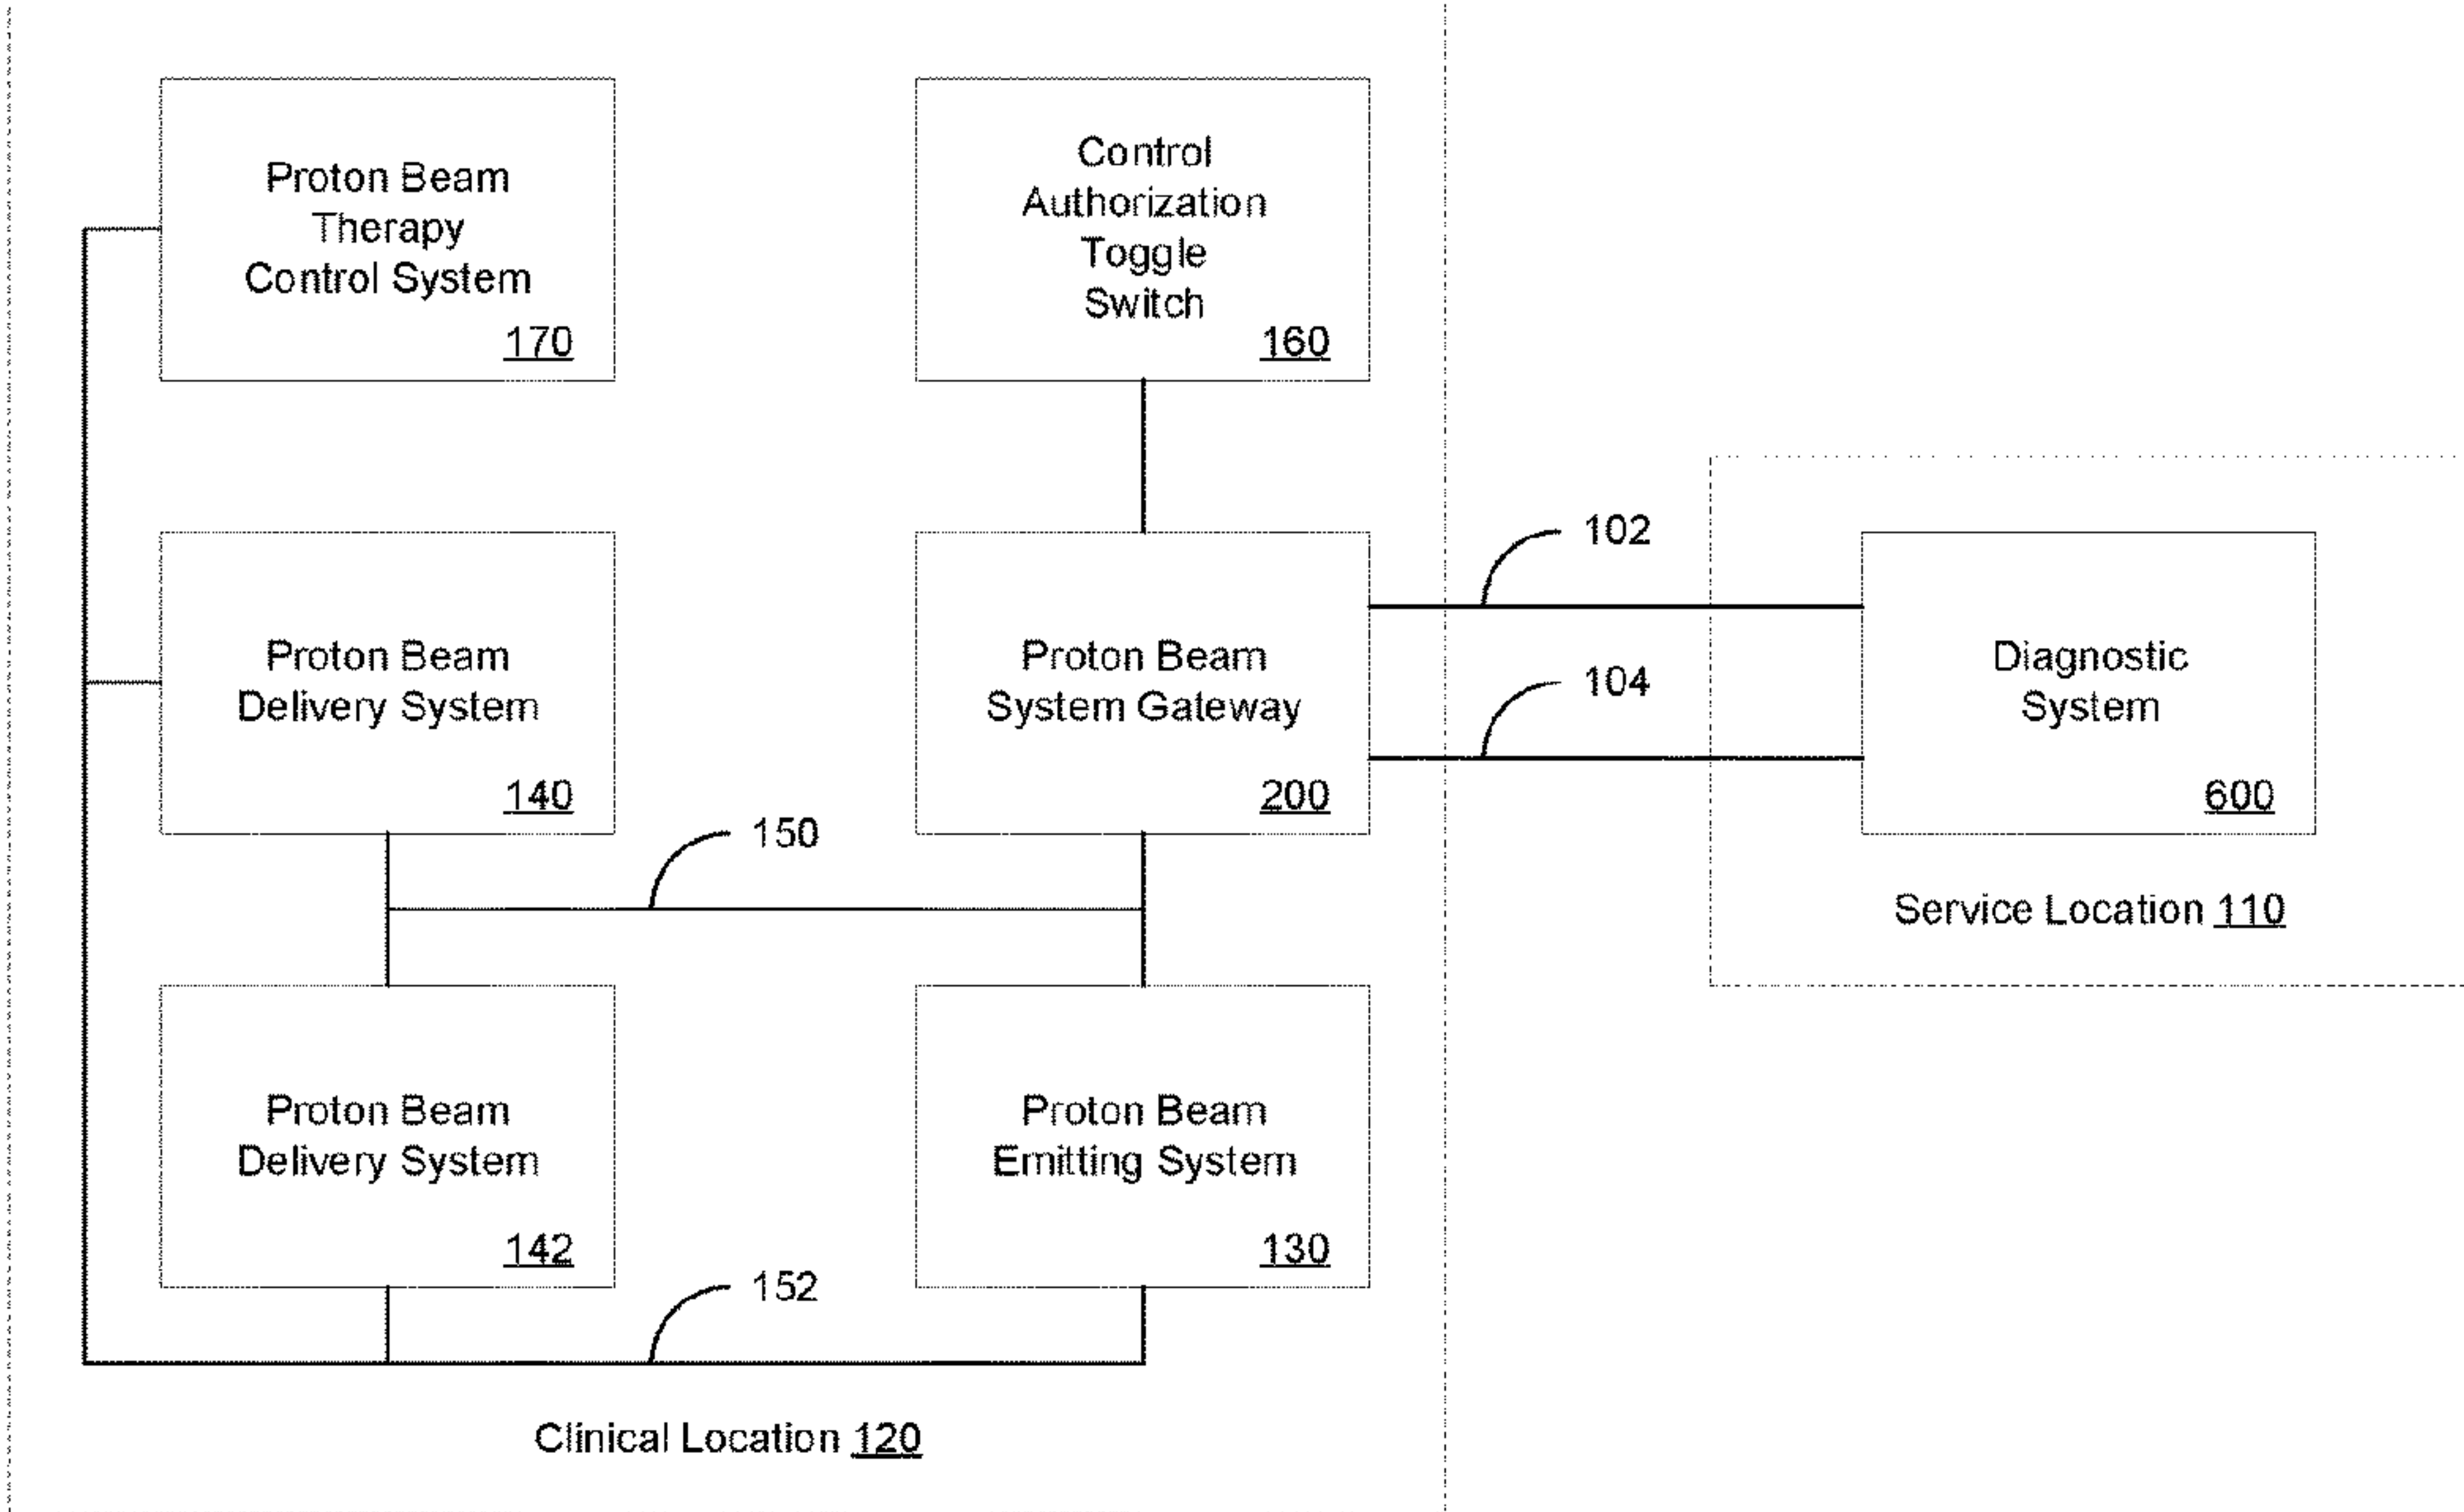 Proton Beam
Therapy
Control System
170
Control
Authorization
Toggle
Switch
160
Proton Beam
Delivery System
140
Proton Beam
System Gateway
200
102
104
Diagnostic
System
600
Service Location 110
150
Proton Beam
Delivery System
142
Proton Beam
Emitting System
130
152
Clinical Location 120